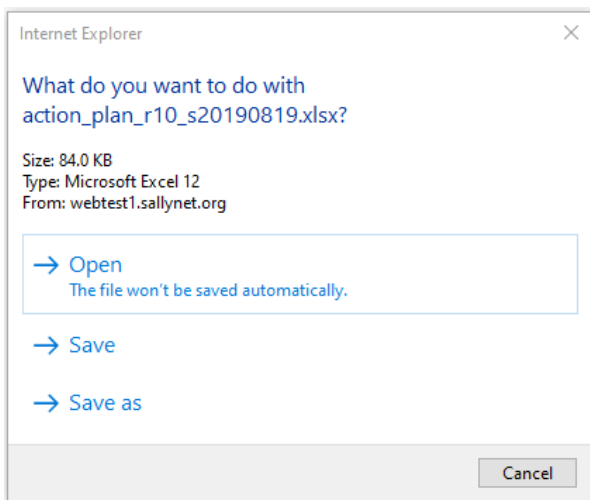 Internet Explorer
What do you want to do with
action_plan_r10_s20190819.xlsx?
Size: 84.0 KB
Type: Microsoft Excel 12
From: webtest1.sallynet.org
Open
The file won't be saved automatically.
Save
Save as
Cancel